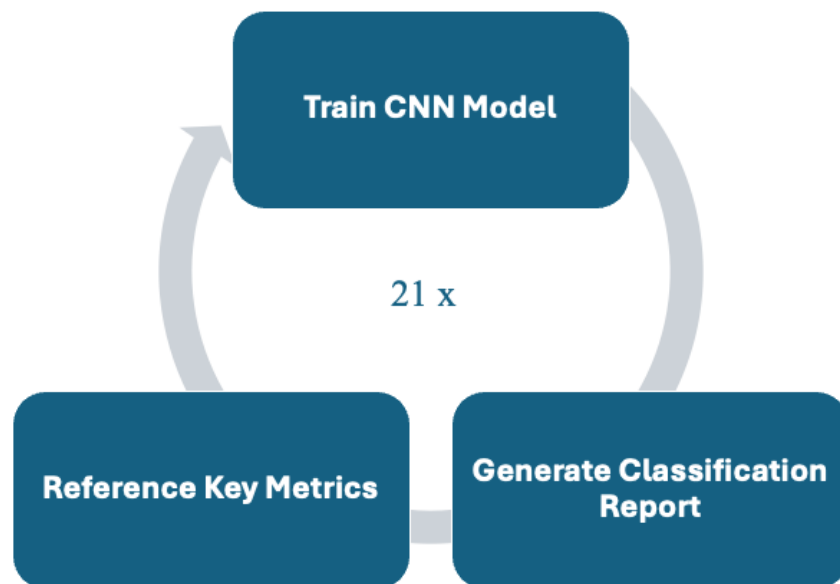 Train CNN Model
21 x
Reference Key Metrics
Generate Classification
Report